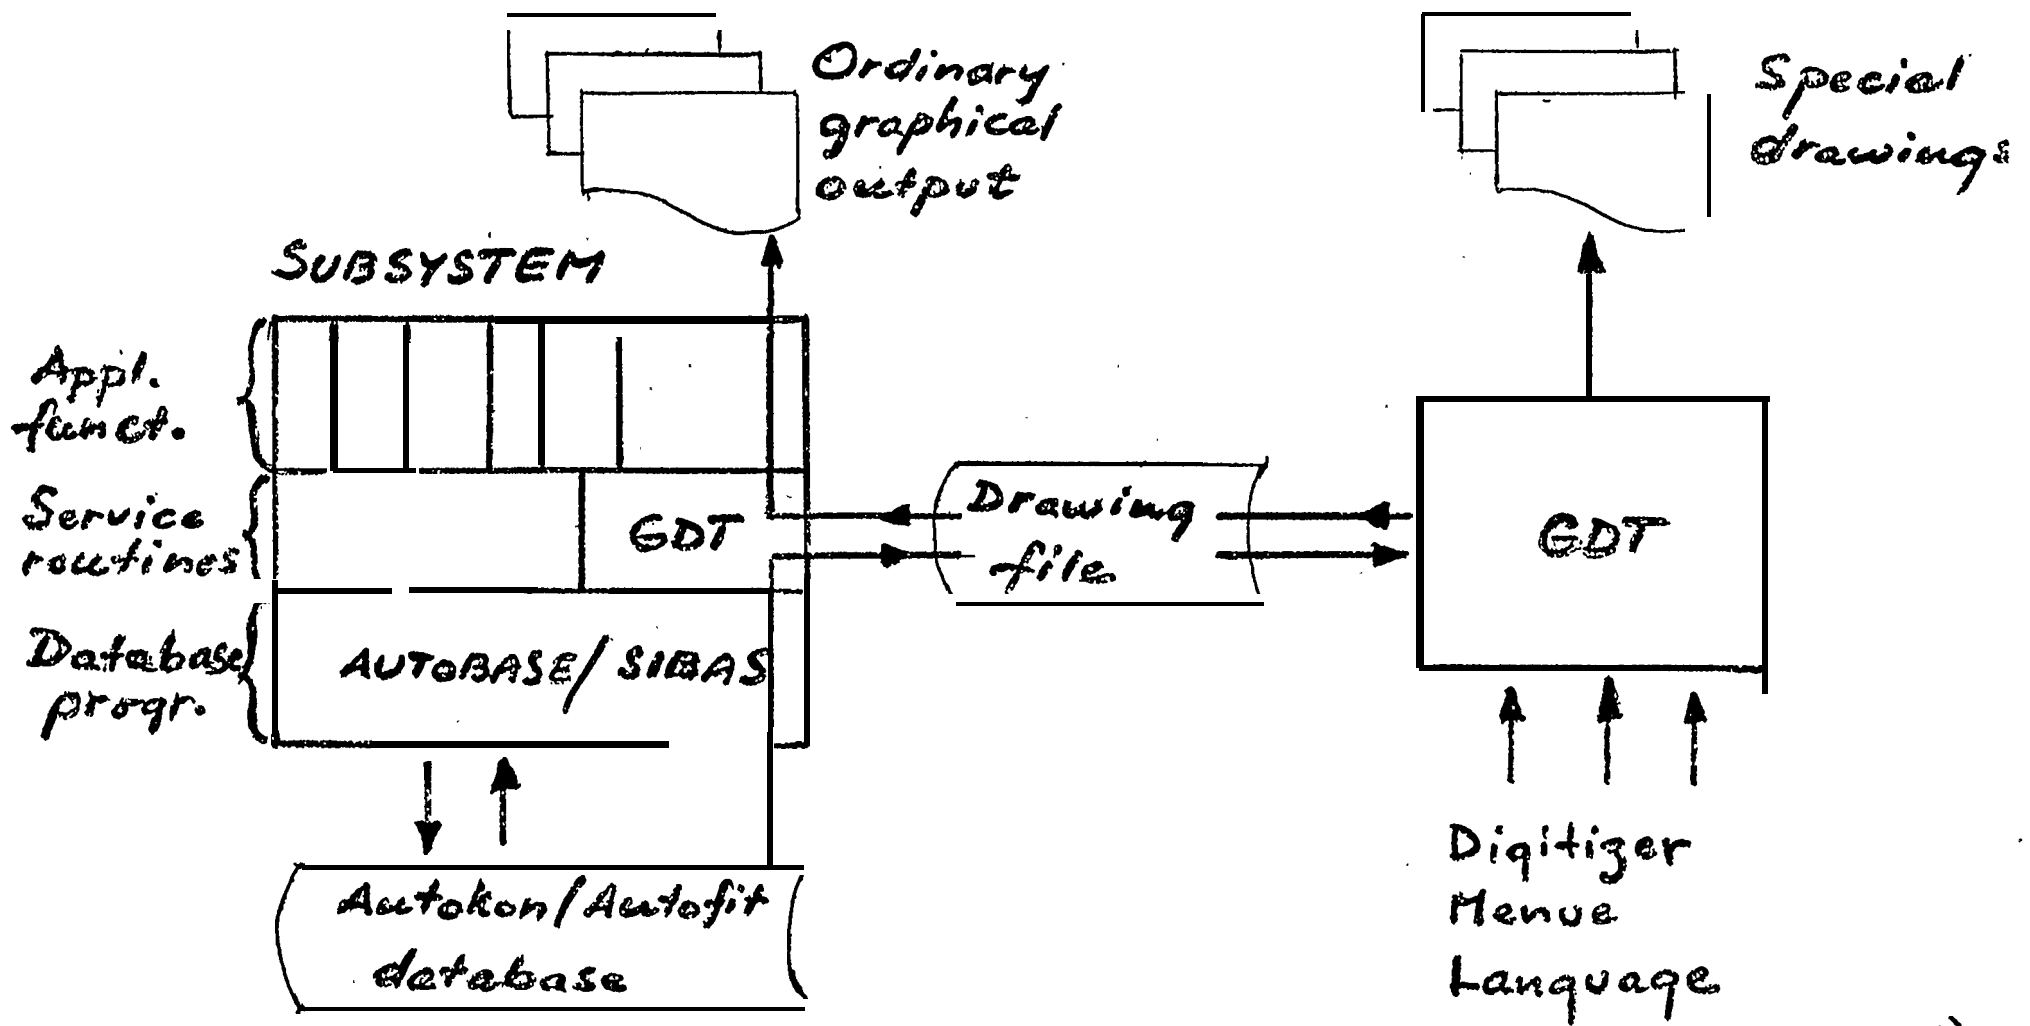 Ordinary
graphical
output
Special
drawings
SUBSYSTEM
Appl.
funct.
Service
routines
GDT
Drawing
file
GDT
Database
progr.
AUTOBASE/SIBAS
Autokon/Autofit
database
Digitizer
Menue
Language